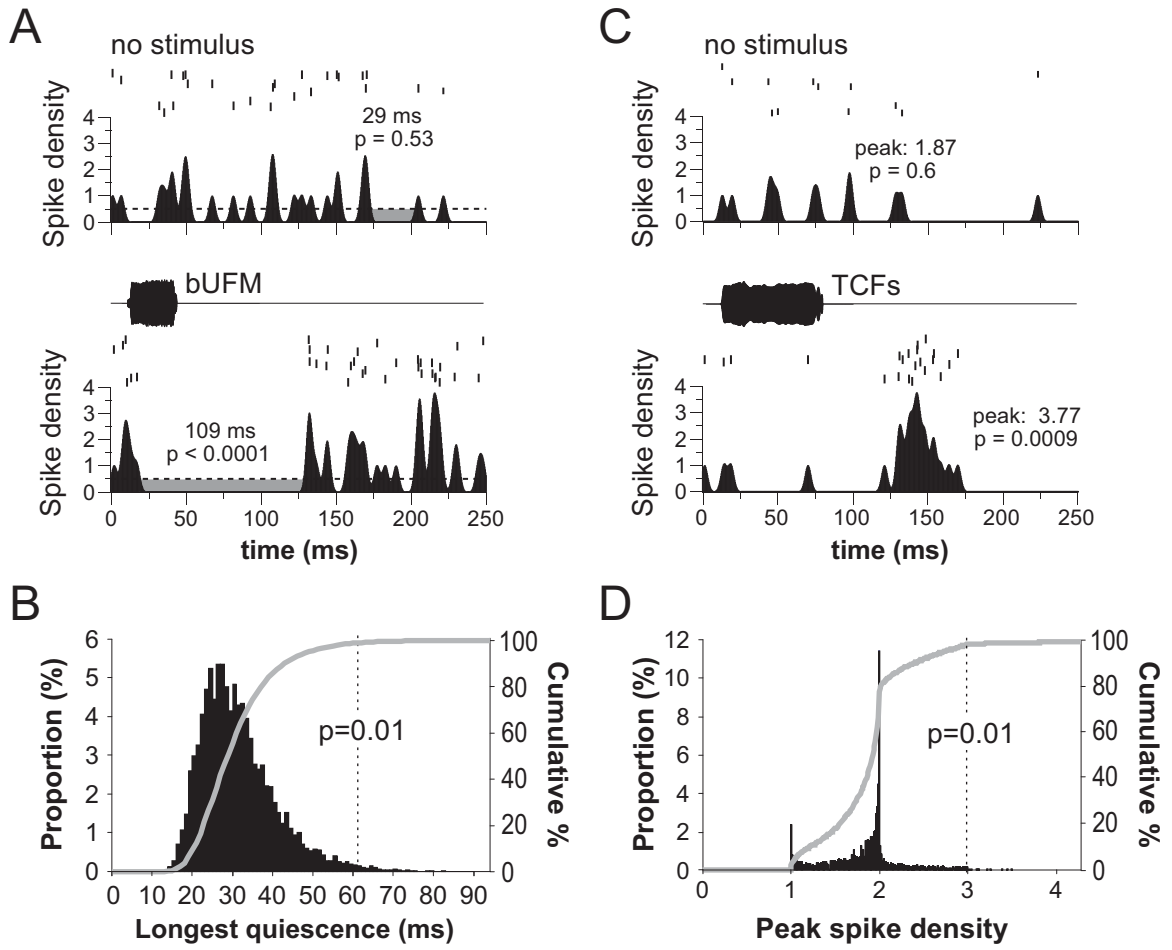 A
no stimulus
Spike density
4
3
2
1
0
29 ms
p = 0.53
bUFM
Spike density
4
3
2
1
0
109 ms
p < 0.0001
0 50 100 150 200 250
time (ms)
C
no stimulus
Spike density
4
3
2
1
0
peak: 1.87
p = 0.6
TCFs
Spike density
4
3
2
1
0
peak: 3.77
p = 0.0009
0 50 100 150 200 250
time (ms)
B
Proportion (%)
6
5
4
3
2
1
0
p=0.01
100
80
60
40
20
0
Cumulative %
0 10 20 30 40 50 60 70 80 90
Longest quiescence (ms)
D
Proportion (%)
12
10
8
6
4
2
0
p=0.01
100
80
60
40
20
0
Cumulative %
0 1 2 3 4
Peak spike density